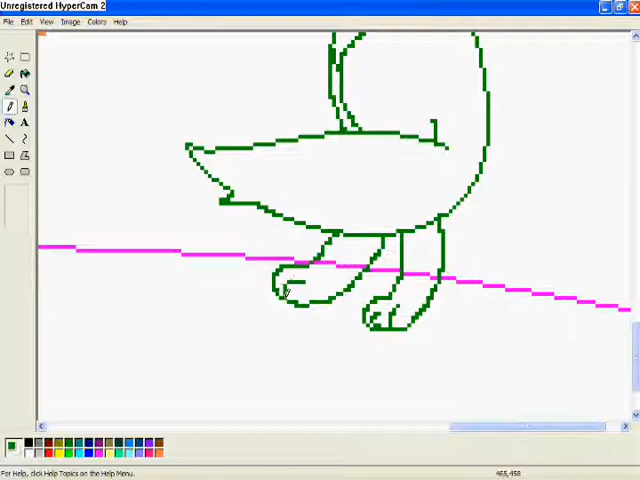 Unregistered HyperCam 2
File Edit View Image Colors Help
A
For Help, click Help Topics on the Help Menu.
465,458